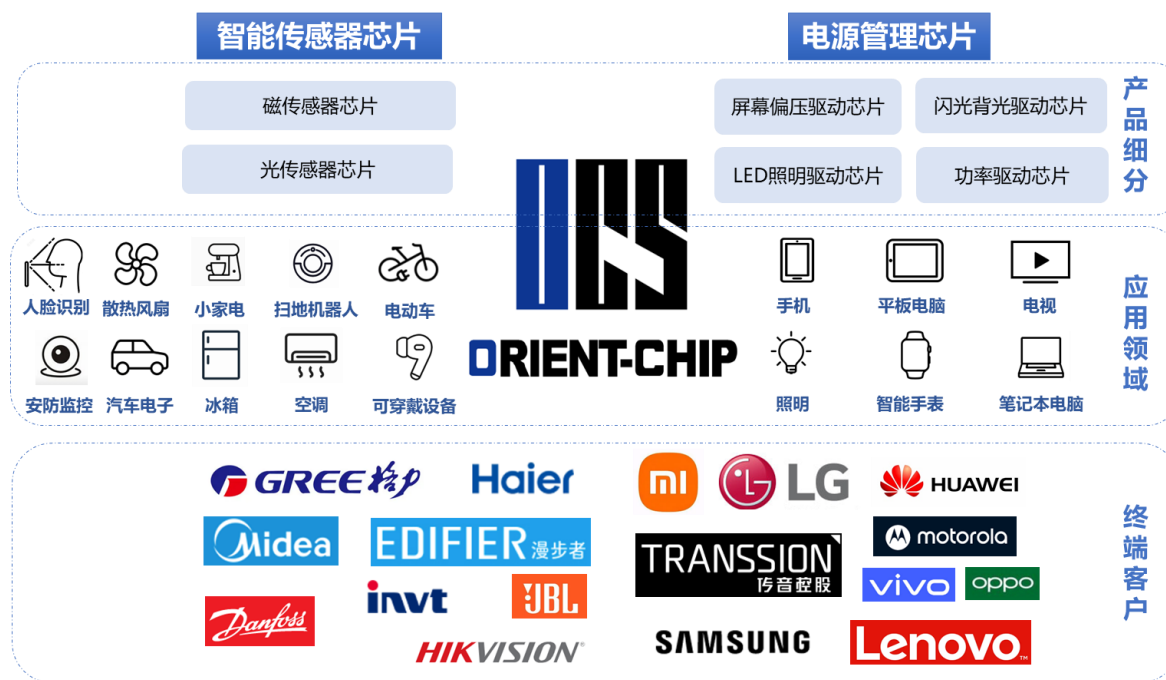 智能传感器芯片
电源管理芯片
磁传感器芯片
光传感器芯片
屏幕偏压驱动芯片
闪光背光驱动芯片
LED照明驱动芯片
功率驱动芯片
产品细分
OCS
ORIENT-CHIP
人脸识别
散热风扇
小家电
扫地机器人
电动车
安防监控
汽车电子
冰箱
空调
可穿戴设备
手机
平板电脑
电视
照明
智能手表
笔记本电脑
应用领域
GREE格力
Haier
mi
LG
LG
HUAWEI
Midea
EDIFIER漫步者
TRANSSION
传音控股
motorola
vivo
oppo
invt
JBL
Danfoss
HIKVISION
SAMSUNG
Lenovo
终端客户